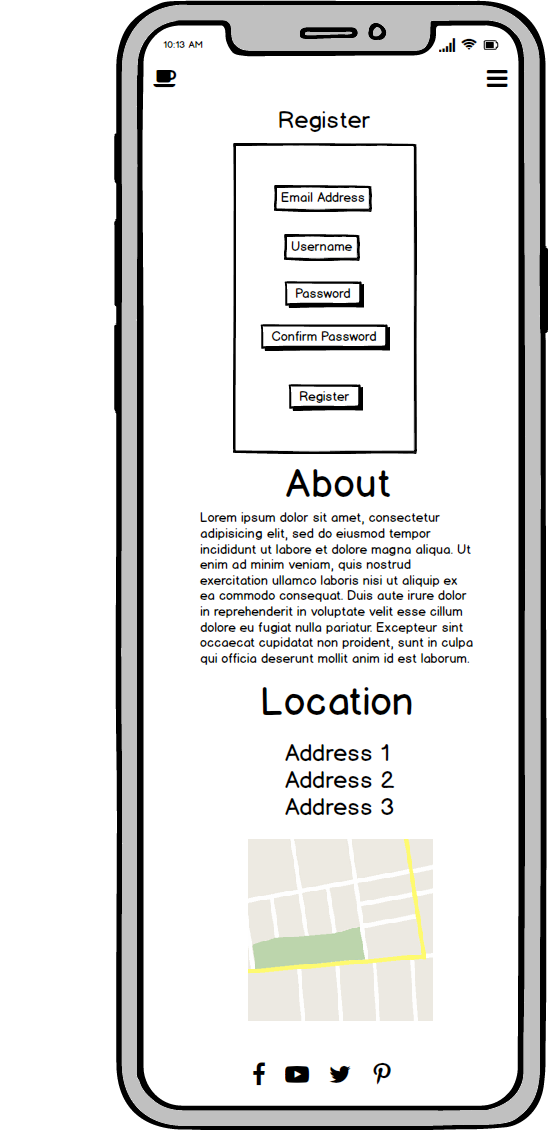 10:13 AM
Register
Email Address
Username
Password
Confirm Password
Register
About
Lorem ipsum dolor sit amet, consectetur
adipisicing elit, sed do eiusmod tempor
incididunt ut labore et dolore magna aliqua. Ut
enim ad minim veniam, quis nostrud
exercitation ullamco laboris nisi ut aliquip ex
ea commodo consequat. Duis aute irure dolor
in reprehenderit in voluptate velit esse cillum
dolore eu fugiat nulla pariatur. Excepteur sint
occaecat cupidatat non proident, sunt in culpa
qui officia deserunt mollit anim id est laborum.
Location
Address 1
Address 2
Address 3